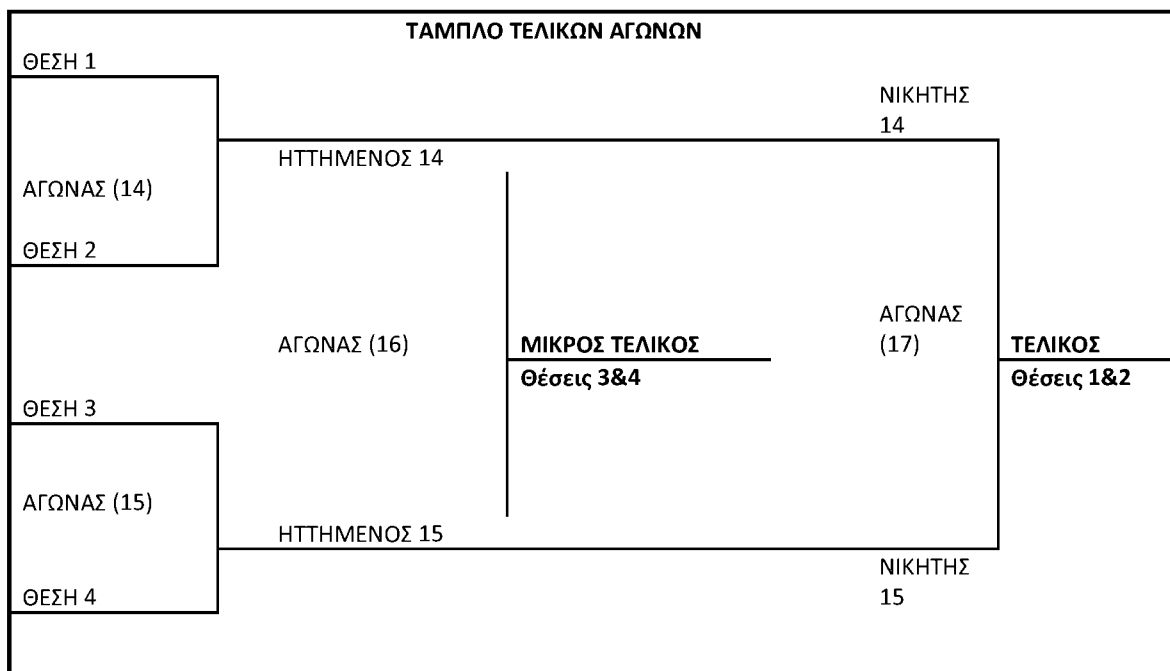 ΤΑΜΠΛΟ ΤΕΛΙΚΩΝ ΑΓΩΝΩΝ
ΘΕΣΗ 1
ΝΙΚΗΤΗΣ
14
ΗΤΤΗΜΕΝΟΣ 14
ΑΓΩΝΑΣ (14)
ΘΕΣΗ 2
ΑΓΩΝΑΣ (16)
ΜΙΚΡΟΣ ΤΕΛΙΚΟΣ
Θέσεις 3&4
ΑΓΩΝΑΣ
(17)
ΤΕΛΙΚΟΣ
Θέσεις 1&2
ΘΕΣΗ 3
ΑΓΩΝΑΣ (15)
ΗΤΤΗΜΕΝΟΣ 15
ΝΙΚΗΤΗΣ
15
ΘΕΣΗ 4